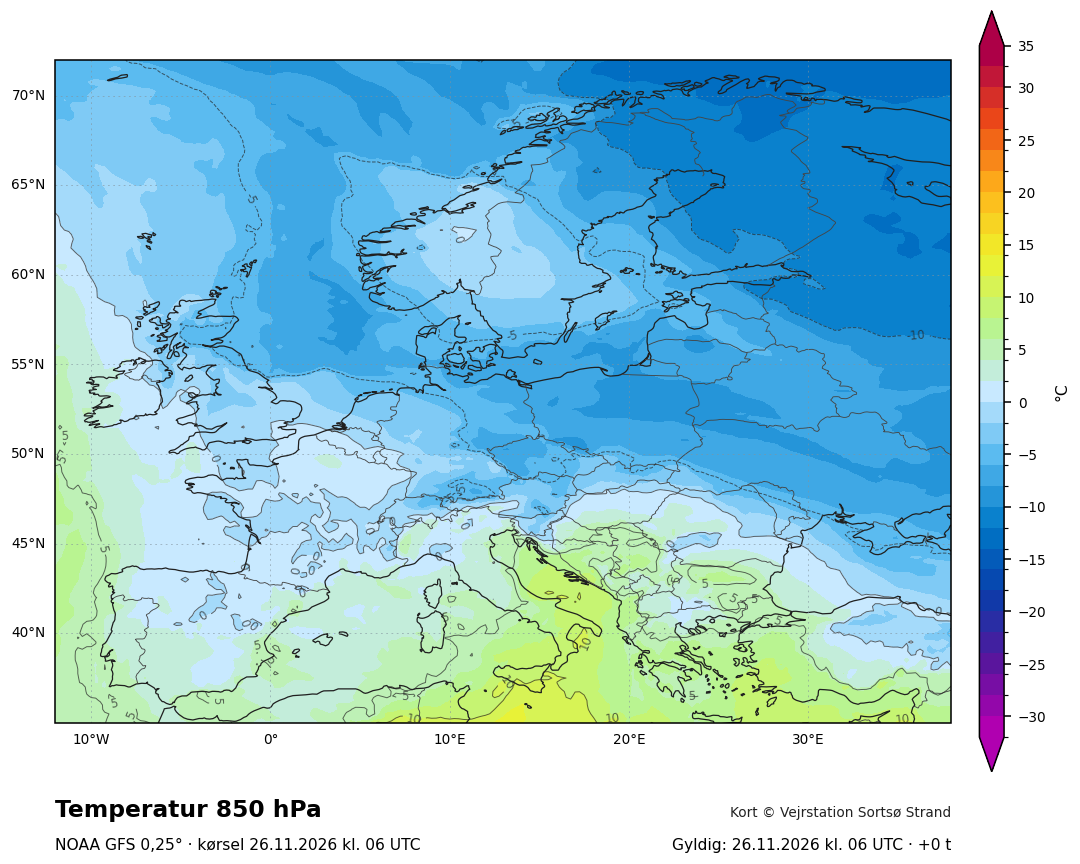 70°N
65°N
60°N
55°N
50°N
45°N
40°N
10°W
0°
10°E
20°E
30°E
35
30
25
20
15
10
5
0
−5
−10
−15
−20
−25
−30
°C
Temperatur 850 hPa
Kort © Vejrstation Sortsø Strand
NOAA GFS 0,25° · kørsel 26.11.2026 kl. 06 UTC
Gyldig: 26.11.2026 kl. 06 UTC · +0 t